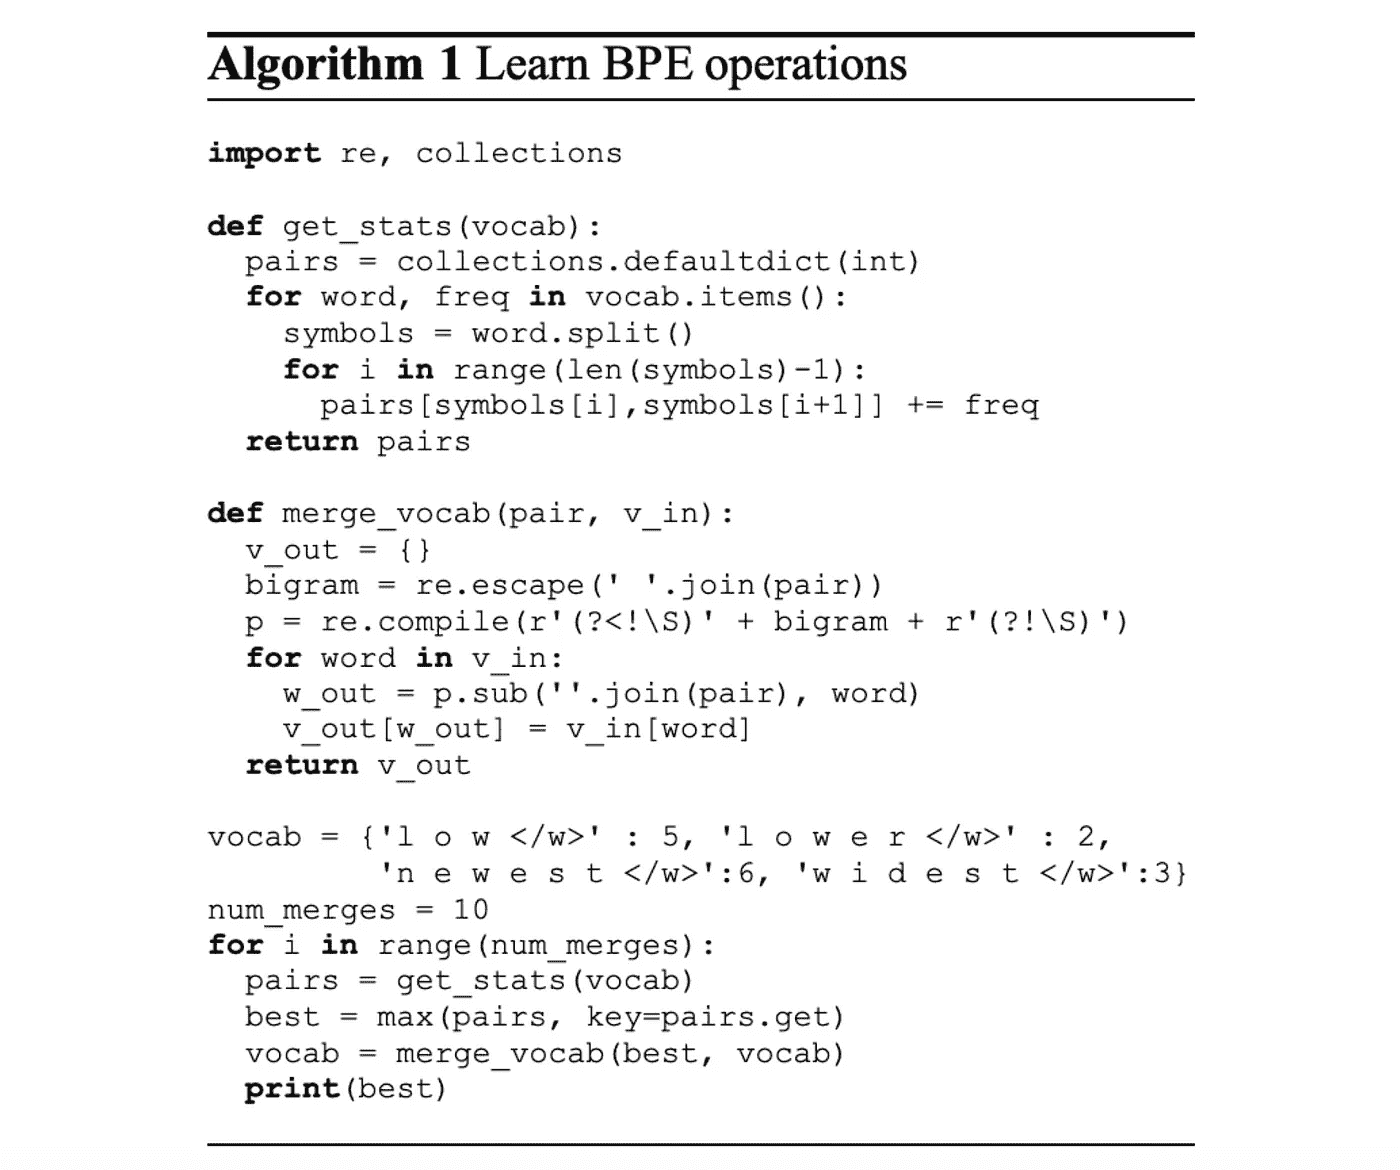 Algorithm 1 Learn BPE operations
import re, collections
def get_stats(vocab):
  pairs = collections.defaultdict(int)
  for word, freq in vocab.items():
    symbols = word.split()
    for i in range(len(symbols)-1):
      pairs[symbols[i],symbols[i+1]] += freq
  return pairs
def merge_vocab(pair, v_in):
  v_out = {}
  bigram = re.escape(' '.join(pair))
  p = re.compile(r'(?<!\S)' + bigram + r'(?!\S)')
  for word in v_in:
    w_out = p.sub(''.join(pair), word)
    v_out[w_out] = v_in[word]
  return v_out
vocab = {'l o w </w>' : 5, 'l o w e r </w>' : 2,
         'n e w e s t </w>':6, 'w i d e s t </w>':3}
num_merges = 10
for i in range(num_merges):
  pairs = get_stats(vocab)
  best = max(pairs, key=pairs.get)
  vocab = merge_vocab(best, vocab)
  print(best)